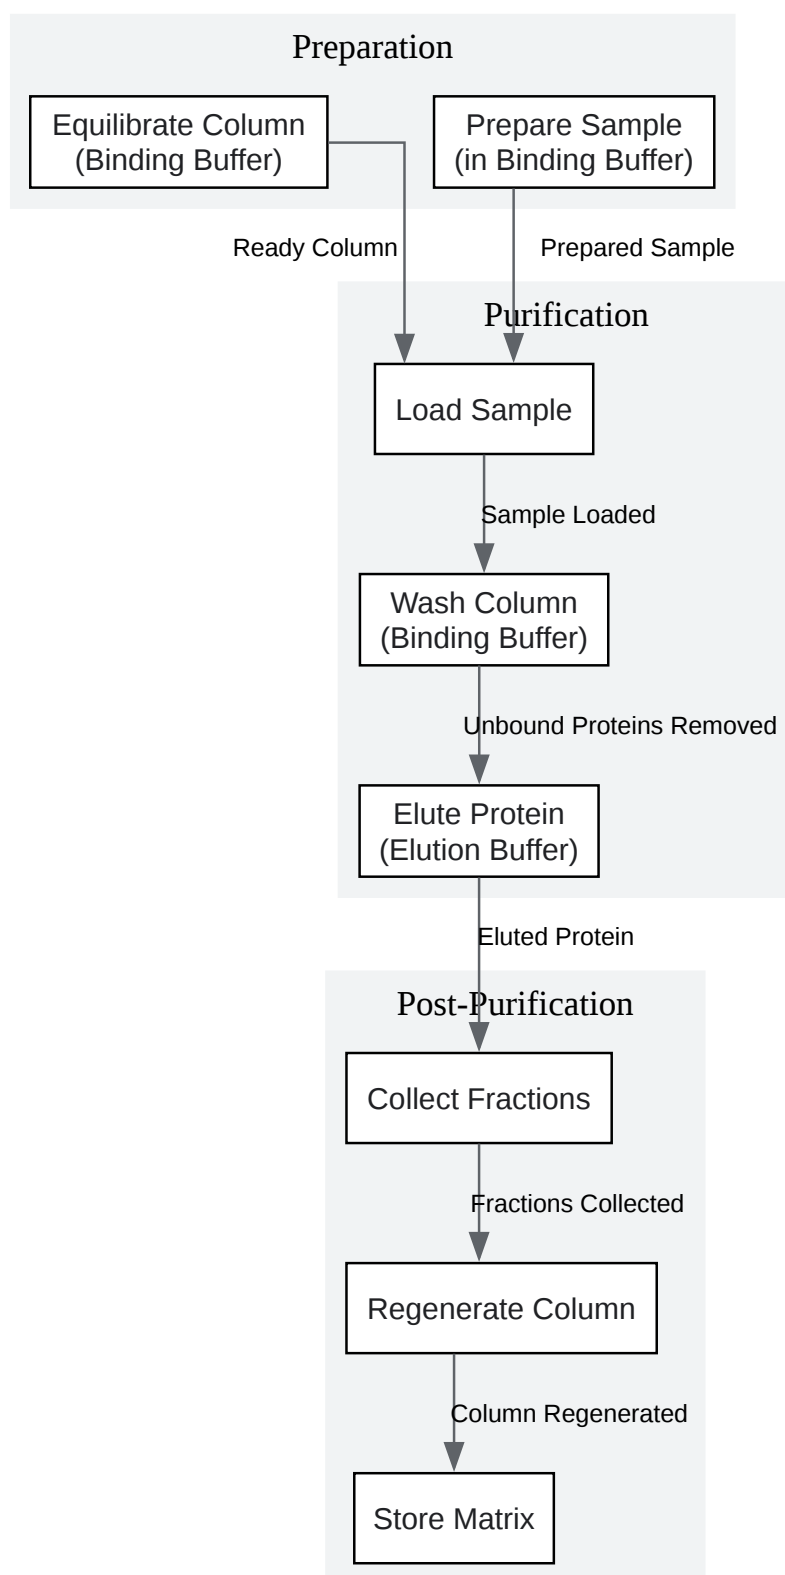 Preparation
Equilibrate Column
(Binding Buffer)
Prepare Sample
(in Binding Buffer)
Ready Column
Prepared Sample
Purification
Load Sample
Sample Loaded
Wash Column
(Binding Buffer)
Unbound Proteins Removed
Elute Protein
(Elution Buffer)
Eluted Protein
Post-Purification
Collect Fractions
Fractions Collected
Regenerate Column
Column Regenerated
Store Matrix